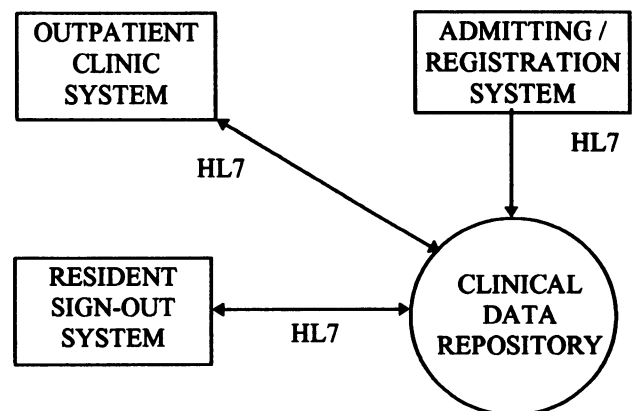 OUTPATIENT
CLINIC
SYSTEM
ADMITTING /
REGISTRATION
SYSTEM
HL7
HL7
RESIDENT
SIGN-OUT
SYSTEM
HL7
CLINICAL
DATA
REPOSITORY